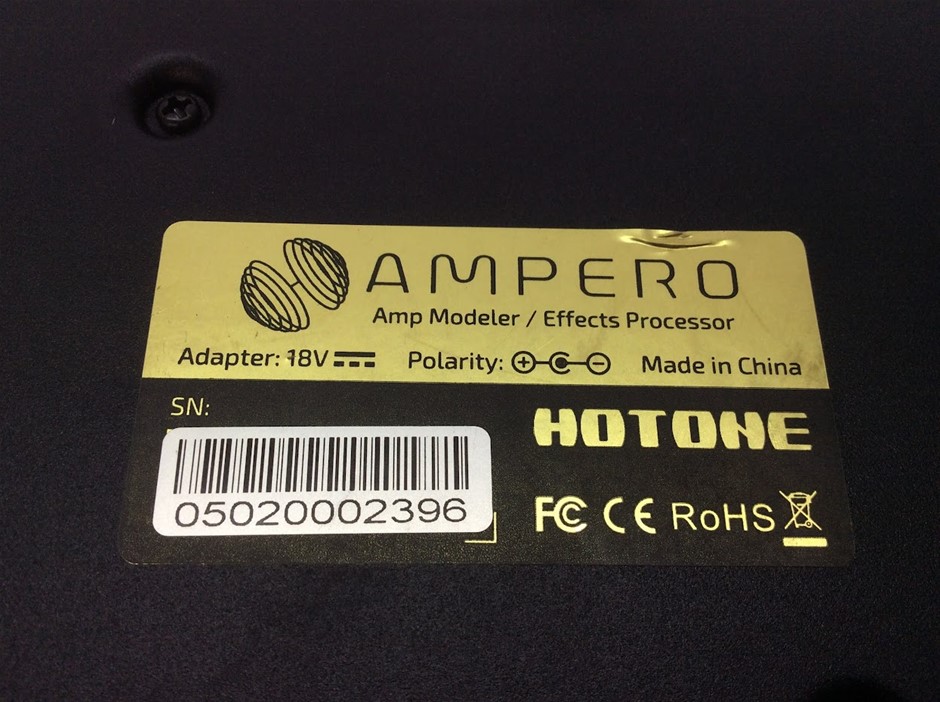 AMPERO
Amp Modeler / Effects Processor
Adapter: 18V Polarity: + - Made in China
SN:
05020002396
HOTONE
FC CE RoHS